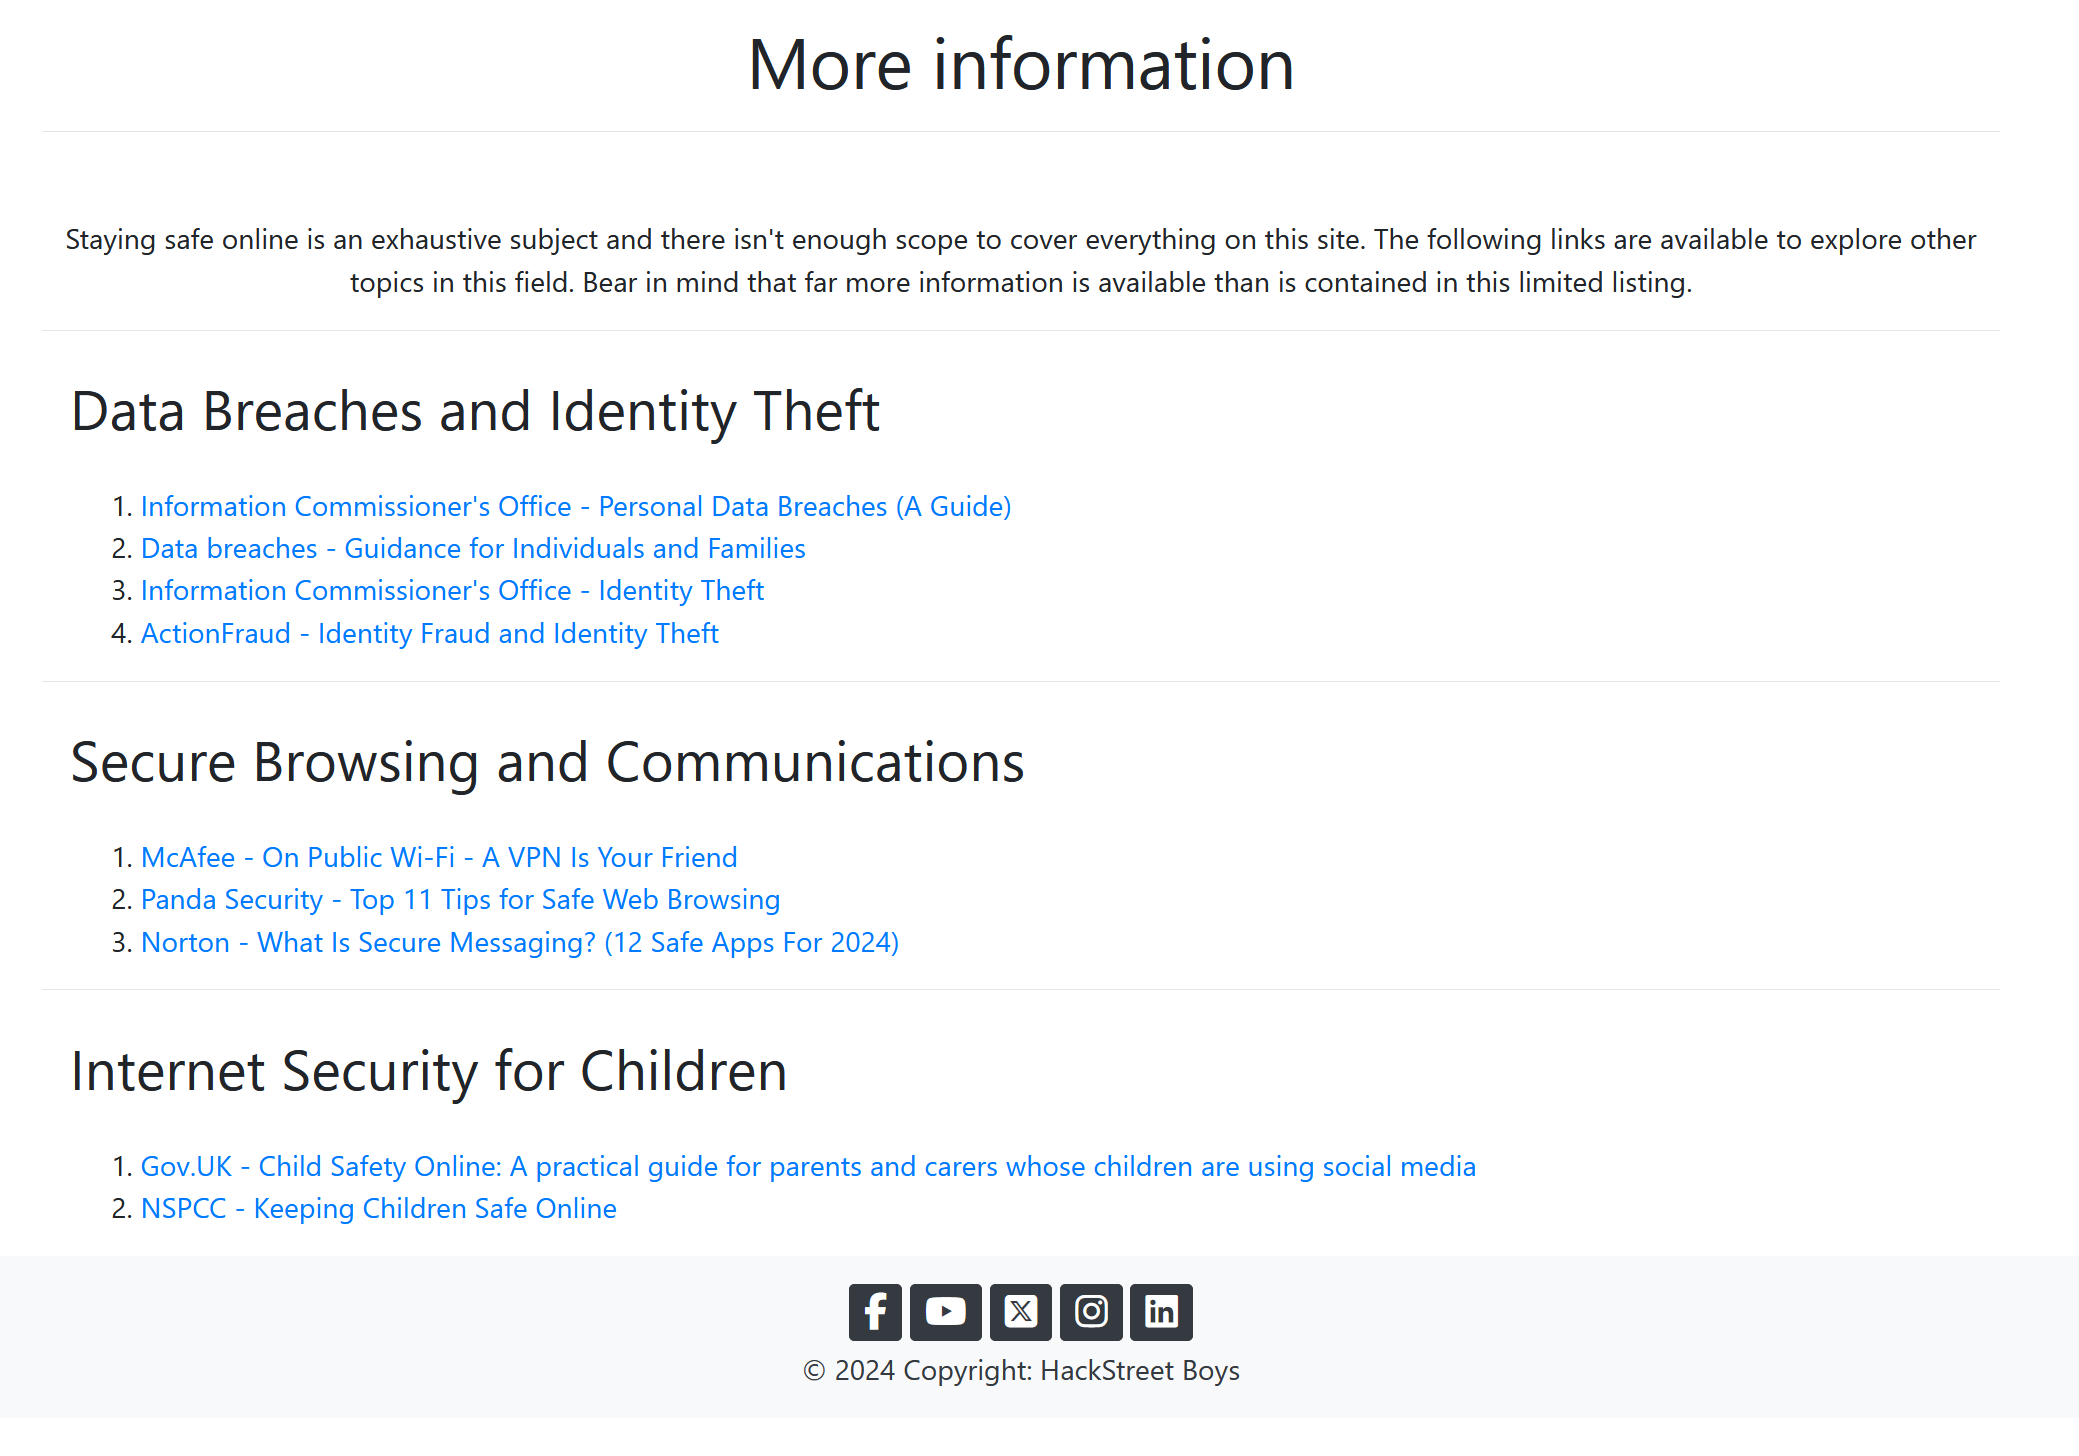 More information
Staying safe online is an exhaustive subject and there isn't enough scope to cover everything on this site. The following links are available to explore other
topics in this field. Bear in mind that far more information is available than is contained in this limited listing.
Data Breaches and Identity Theft
1. Information Commissioner's Office - Personal Data Breaches (A Guide)
2. Data breaches - Guidance for Individuals and Families
3. Information Commissioner's Office - Identity Theft
4. ActionFraud - Identity Fraud and Identity Theft
Secure Browsing and Communications
1. McAfee - On Public Wi-Fi - A VPN Is Your Friend
2. Panda Security - Top 11 Tips for Safe Web Browsing
3. Norton - What Is Secure Messaging? (12 Safe Apps For 2024)
Internet Security for Children
1. Gov.UK - Child Safety Online: A practical guide for parents and carers whose children are using social media
2. NSPCC - Keeping Children Safe Online
© 2024 Copyright: HackStreet Boys